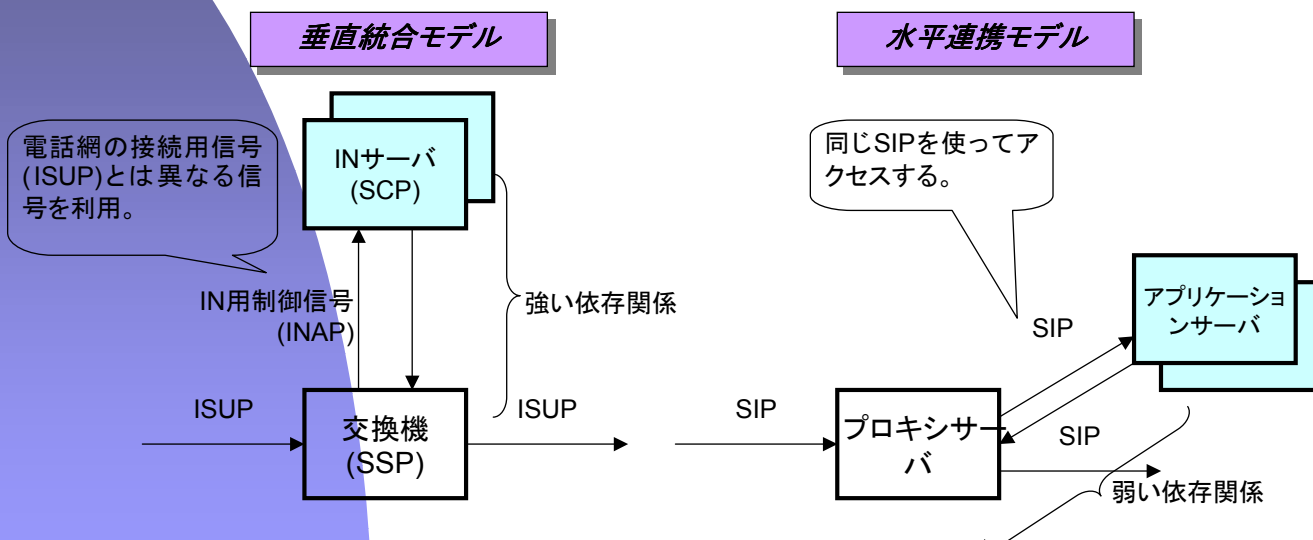 垂直統合モデル
水平連携モデル
電話網の接続用信号
(ISUP)とは異なる信
号を利用。
INサーバ
(SCP)
同じSIPを使ってア
クセスする。
IN用制御信号
(INAP)
強い依存関係
アプリケーショ
ンサーバ
SIP
ISUP
交換機
(SSP)
ISUP
SIP
プロキシサー
バ
SIP
弱い依存関係